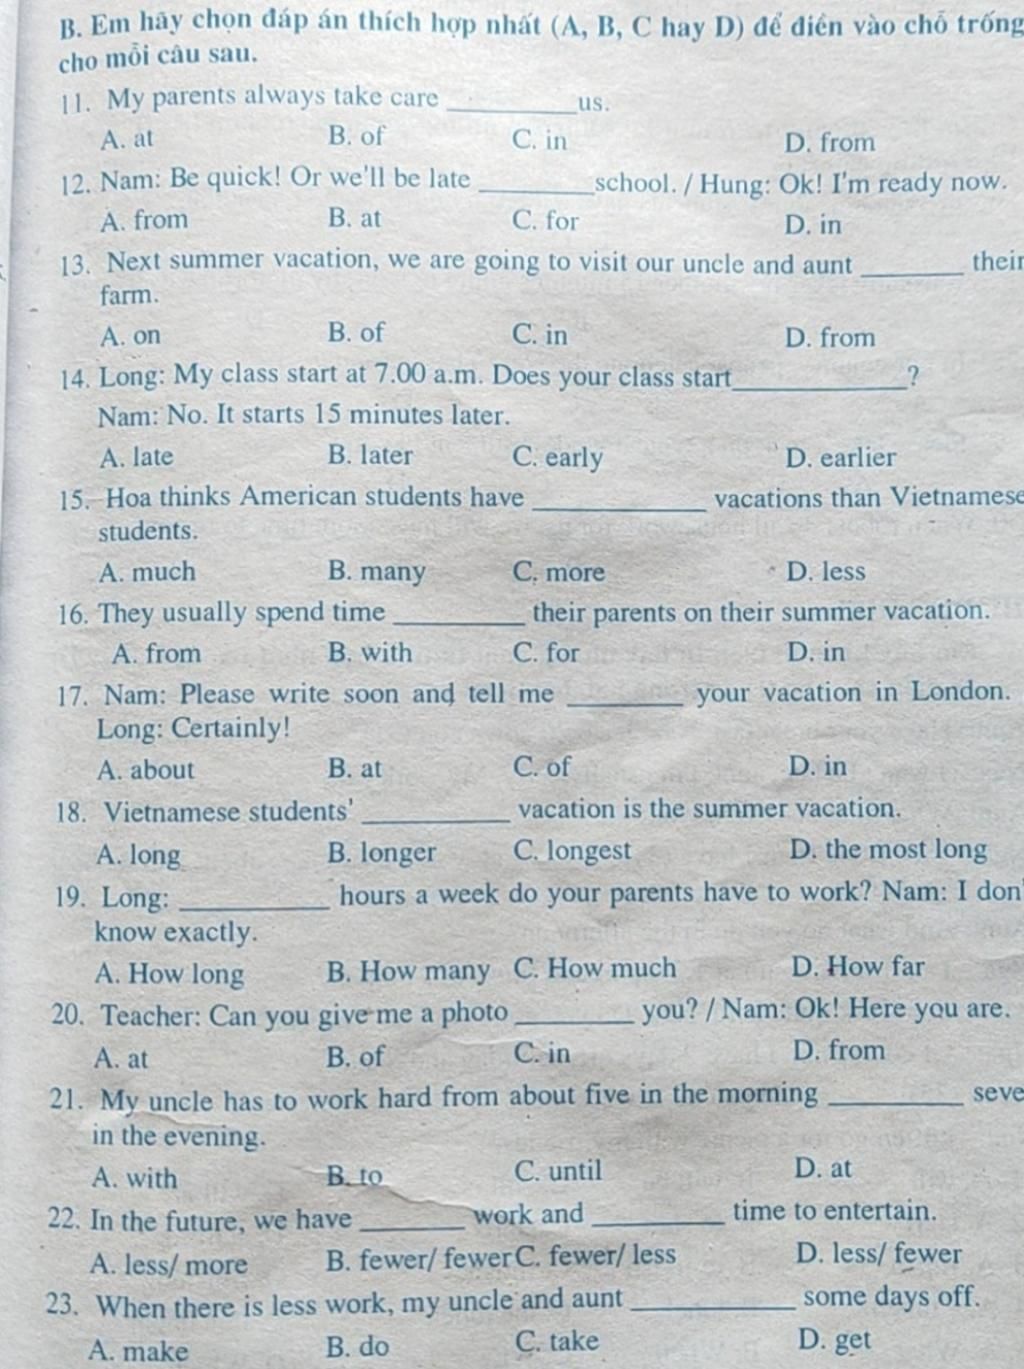 B. Em hãy chọn đáp án thích hợp nhất (A, B, C hay D) để điền vào chỗ trống
cho mỗi câu sau.
11. My parents always take care ________ us.
A. at B. of C. in D. from
12. Nam: Be quick! Or we'll be late ________ school. / Hung: Ok! I'm ready now.
A. from B. at C. for D. in
13. Next summer vacation, we are going to visit our uncle and aunt ________ their
farm.
A. on B. of C. in D. from
14. Long: My class start at 7.00 a.m. Does your class start ________ ?
Nam: No. It starts 15 minutes later.
A. late B. later C. early D. earlier
15. Hoa thinks American students have ________ vacations than Vietnamese
students.
A. much B. many C. more D. less
16. They usually spend time ________ their parents on their summer vacation.
A. from B. with C. for D. in
17. Nam: Please write soon and tell me ________ your vacation in London.
Long: Certainly!
A. about B. at C. of D. in
18. Vietnamese students' ________ vacation is the summer vacation.
A. long B. longer C. longest D. the most long
19. Long: ________ hours a week do your parents have to work? Nam: I don'
know exactly.
A. How long B. How many C. How much D. How far
20. Teacher: Can you give me a photo ________ you? / Nam: Ok! Here you are.
A. at B. of C. in D. from
21. My uncle has to work hard from about five in the morning ________ seve
in the evening.
A. with B. to C. until D. at
22. In the future, we have ________ work and ________ time to entertain.
A. less/ more B. fewer/ fewer C. fewer/ less D. less/ fewer
23. When there is less work, my uncle and aunt ________ some days off.
A. make B. do C. take D. get